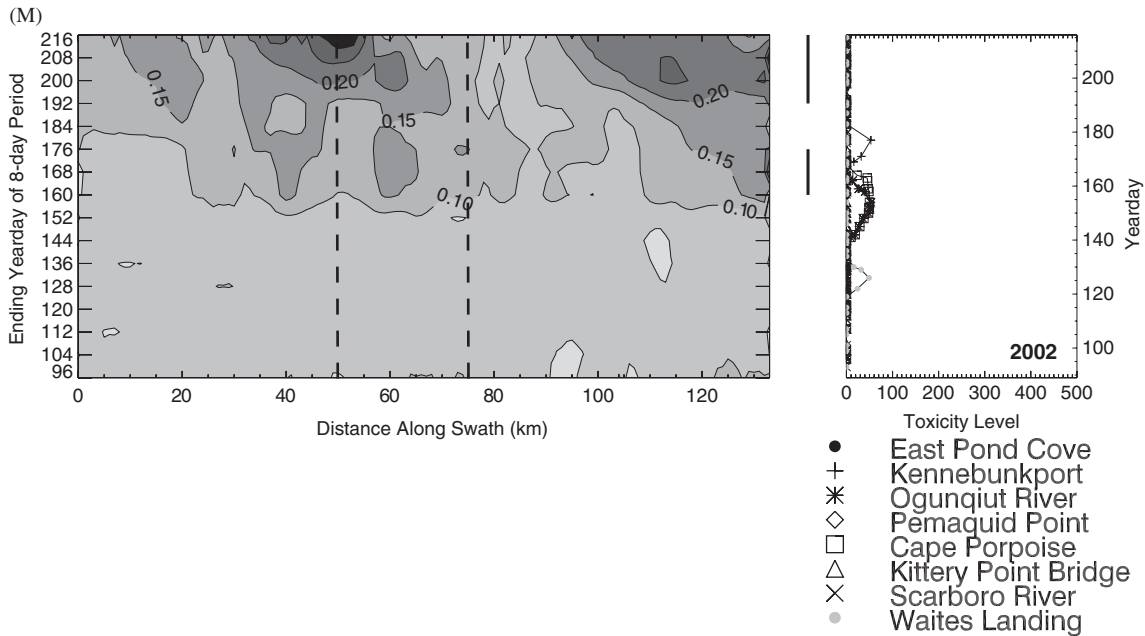 (M)
Ending Yearday of 8-day Period
216
208
200
192
184
176
168
160
152
144
136
128
120
112
104
96
0.15
0.20
0.15
0.10
0.20
0.15
0.10
0 20 40 60 80 100 120
Distance Along Swath (km)
200
180
160
140
120
100
Yearday
2002
0 100 200 300 400 500
Toxicity Level
East Pond Cove
Kennebunkport
Ogunqiut River
Pemaquid Point
Cape Porpoise
Kittery Point Bridge
Scarboro River
Waites Landing